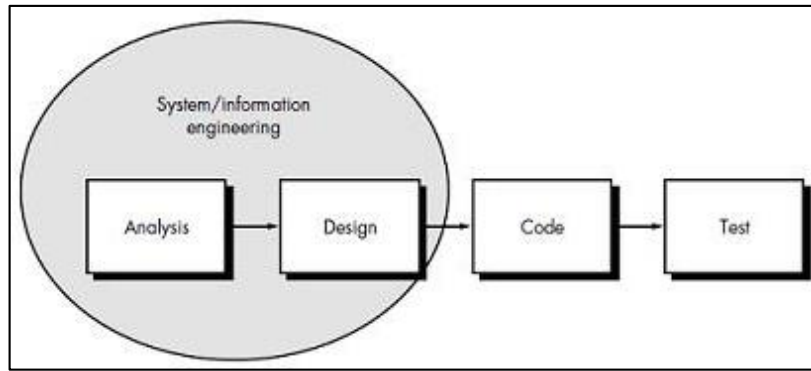 System/information
engineering
Analysis
Design
Code
Test